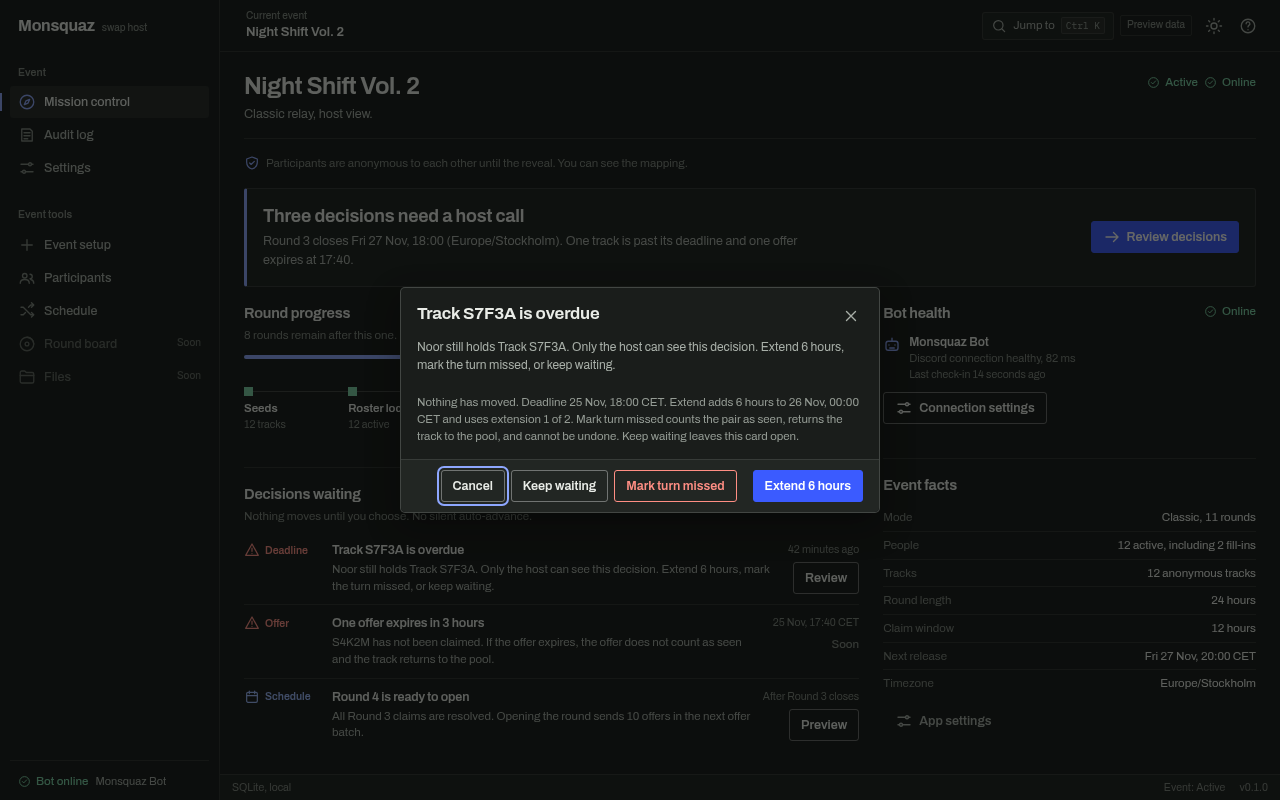 Monsquaz swap host
Current event
Night Shift Vol. 2
Jump to Ctrl K
Preview data
Event
Mission control
Audit log
Settings
Event tools
Event setup
Participants
Schedule
Round board Soon
Files Soon
Bot online Monsquaz Bot
Night Shift Vol. 2
Active Online
Classic relay, host view.
Participants are anonymous to each other until the reveal. You can see the mapping.
Three decisions need a host call
Round 3 closes Fri 27 Nov, 18:00 (Europe/Stockholm). One track is past its deadline and one offer
expires at 17:40.
Review decisions
Round progress
8 rounds remain after this one.
Seeds
12 tracks
Roster loc
12 active
Track S7F3A is overdue
Noor still holds Track S7F3A. Only the host can see this decision. Extend 6 hours,
mark the turn missed, or keep waiting.
Nothing has moved. Deadline 25 Nov, 18:00 CET. Extend adds 6 hours to 26 Nov, 00:00
CET and uses extension 1 of 2. Mark turn missed counts the pair as seen, returns the
track to the pool, and cannot be undone. Keep waiting leaves this card open.
Cancel
Keep waiting
Mark turn missed
Extend 6 hours
Decisions waiting
Nothing moves until you choose. No silent auto-advance.
Deadline
Track S7F3A is overdue
42 minutes ago
Noor still holds Track S7F3A. Only the host can see this decision. Extend 6 hours, mark
the turn missed, or keep waiting.
Review
Offer
One offer expires in 3 hours
25 Nov, 17:40 CET
S4K2M has not been claimed. If the offer expires, the offer does not count as seen
and the track returns to the pool.
Soon
Schedule
Round 4 is ready to open
After Round 3 closes
All Round 3 claims are resolved. Opening the round sends 10 offers in the next offer
batch.
Preview
Bot health
Online
Monsquaz Bot
Discord connection healthy, 82 ms
Last check-in 14 seconds ago
Connection settings
Event facts
Mode Classic, 11 rounds
People 12 active, including 2 fill-ins
Tracks 12 anonymous tracks
Round length 24 hours
Claim window 12 hours
Next release Fri 27 Nov, 20:00 CET
Timezone Europe/Stockholm
App settings
SQLite, local
Event: Active v0.1.0